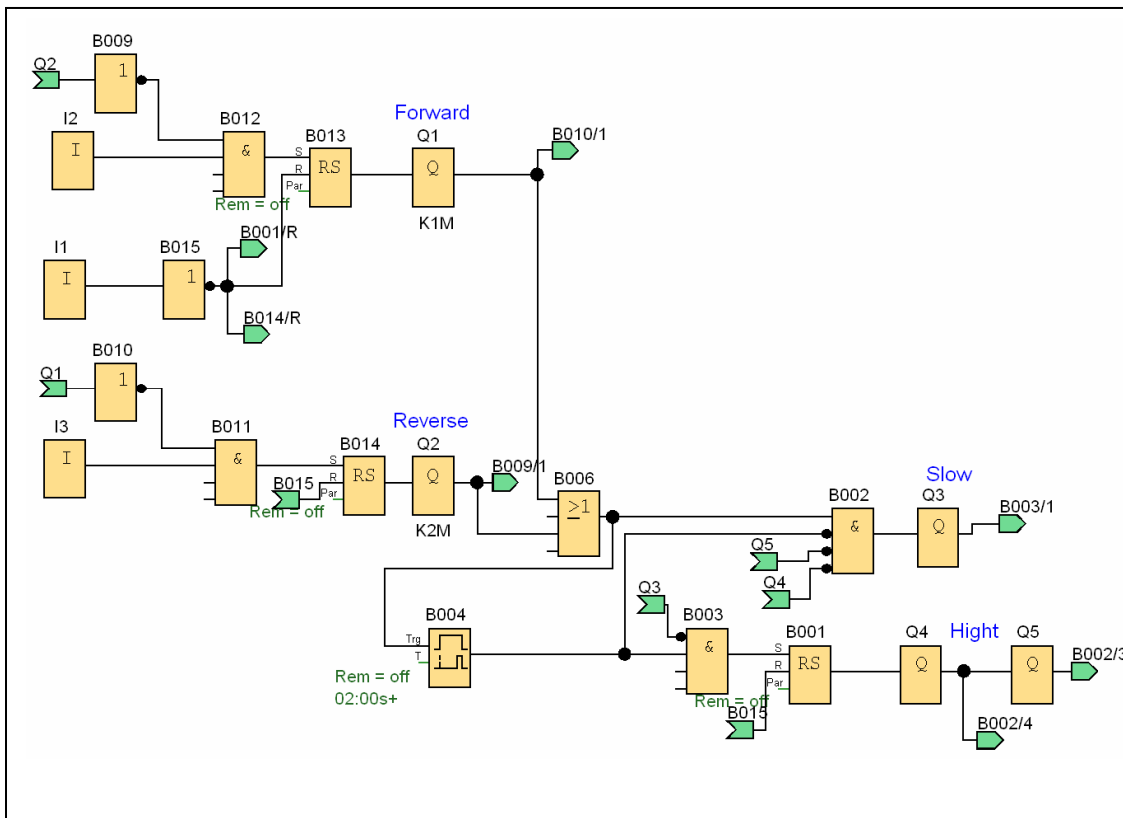 B009
Q2
1
I2
I
B012
&
Rem = off
B013
S
R
Par
RS
Forward
Q1
Q
K1M
B010/1
I1
I
B015
1
B001/R
B014/R
B010
Q1
1
I3
I
B011
&
B015
Rem = off
B014
S
R
Par
RS
Reverse
Q2
Q
K2M
B009/1
B006
>1
B002
&
Q5
Q4
Slow
Q3
Q
B003/1
B004
Trg
T
Rem = off
02:00s+
Q3
B003
&
Rem = off
B015
B001
S
R
Par
RS
Q4
Q
Hight
Q5
Q
B002/3
B002/4